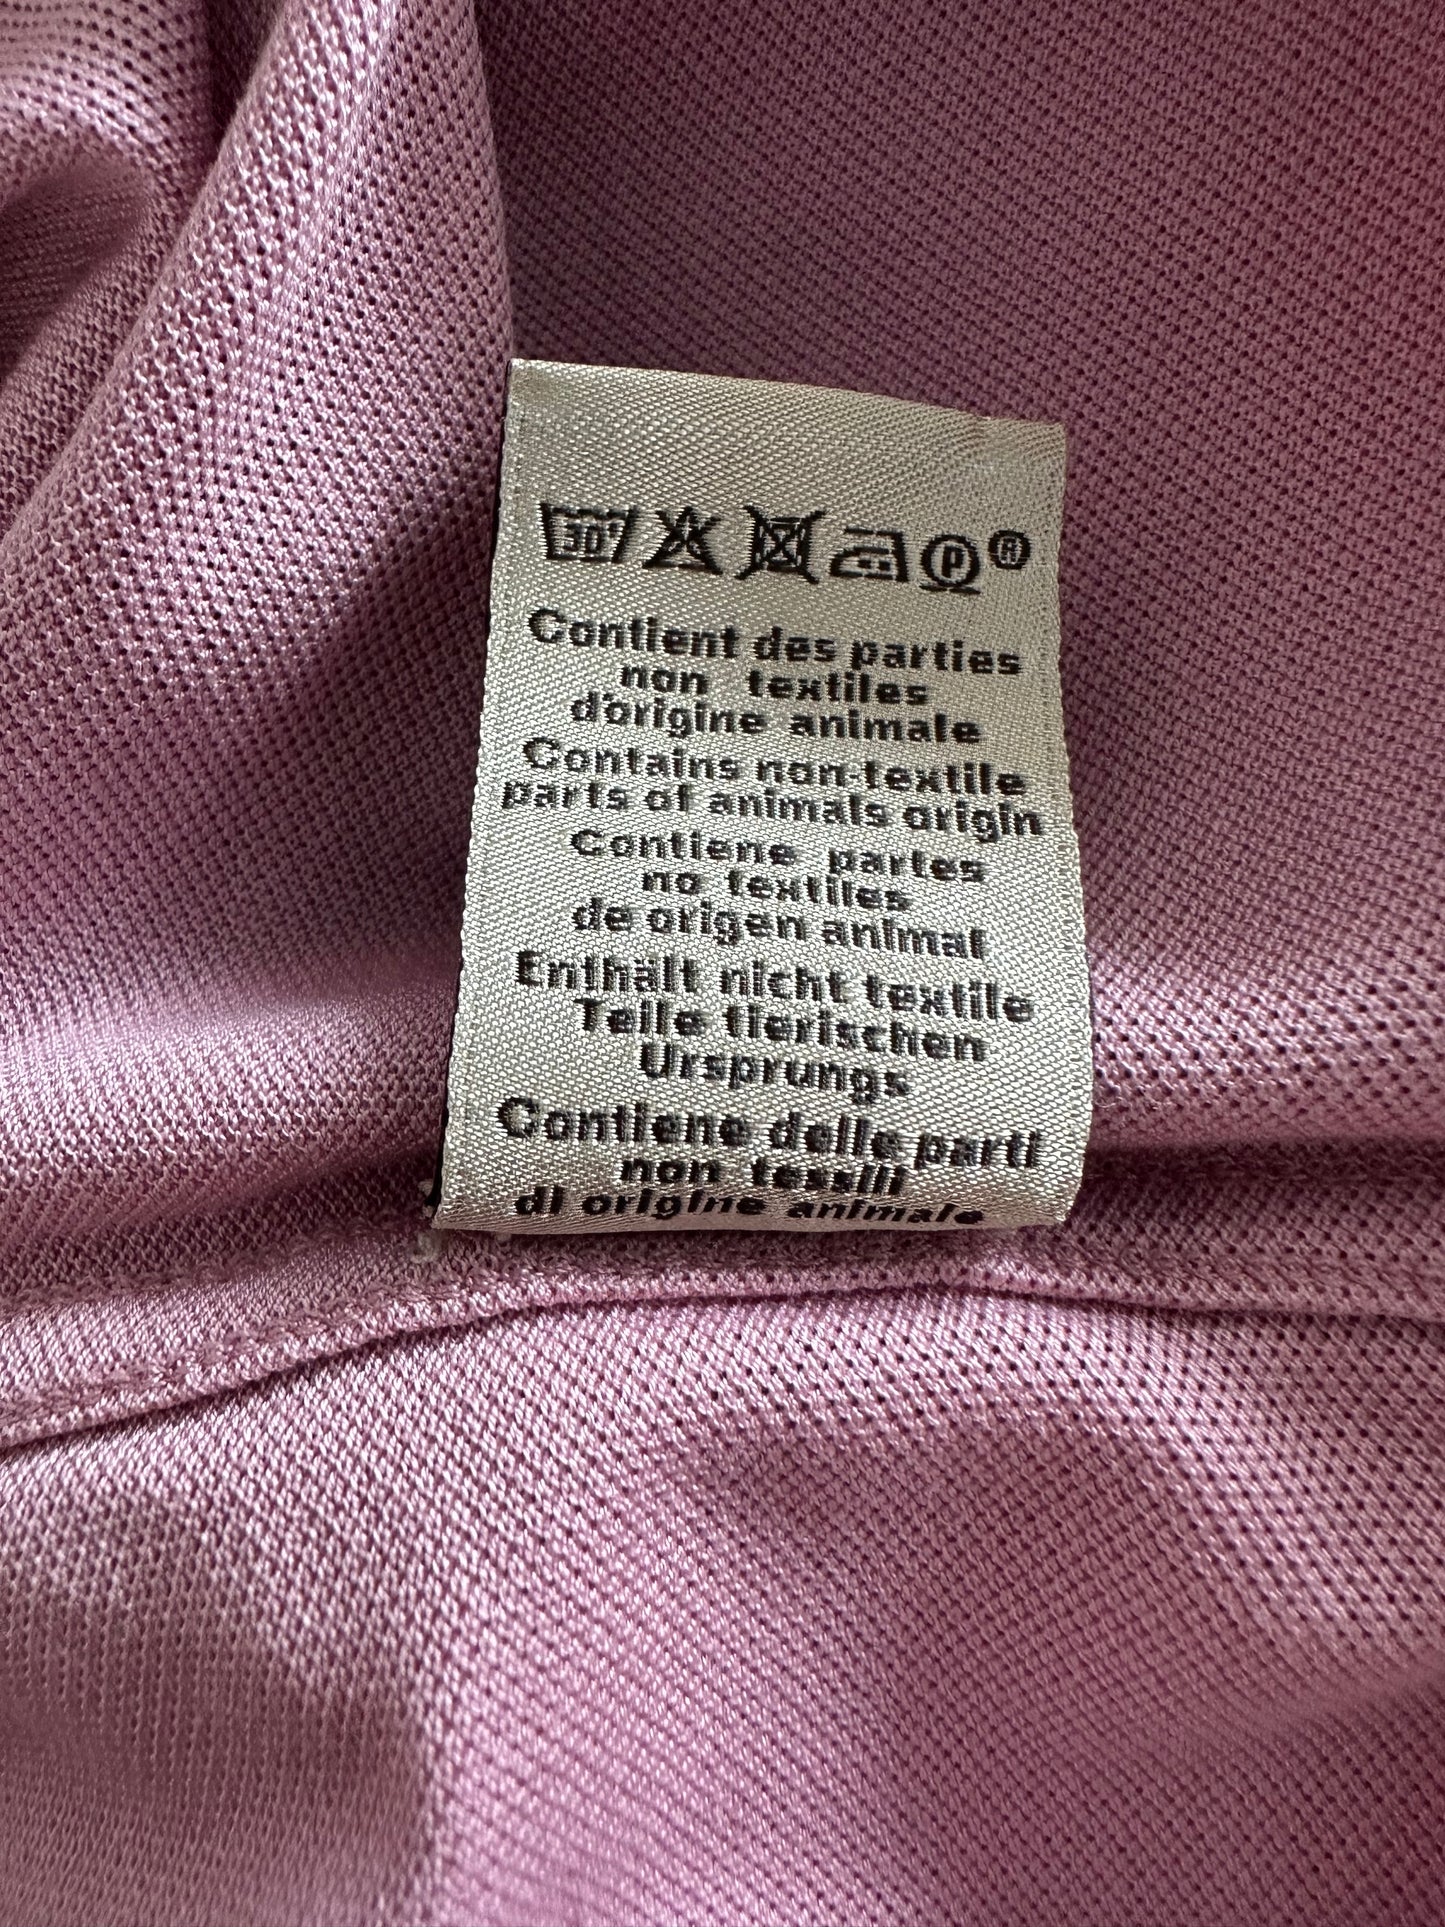 30° P ®
Contient des parties
non textiles
d'origine animale
Contains non-textile
parts of animals origin
Contiene partes
no textiles
de origen animal
Enthält nicht textile
Teile tierischen
Ursprungs
Contiene delle parti
non tessili
di origine animale